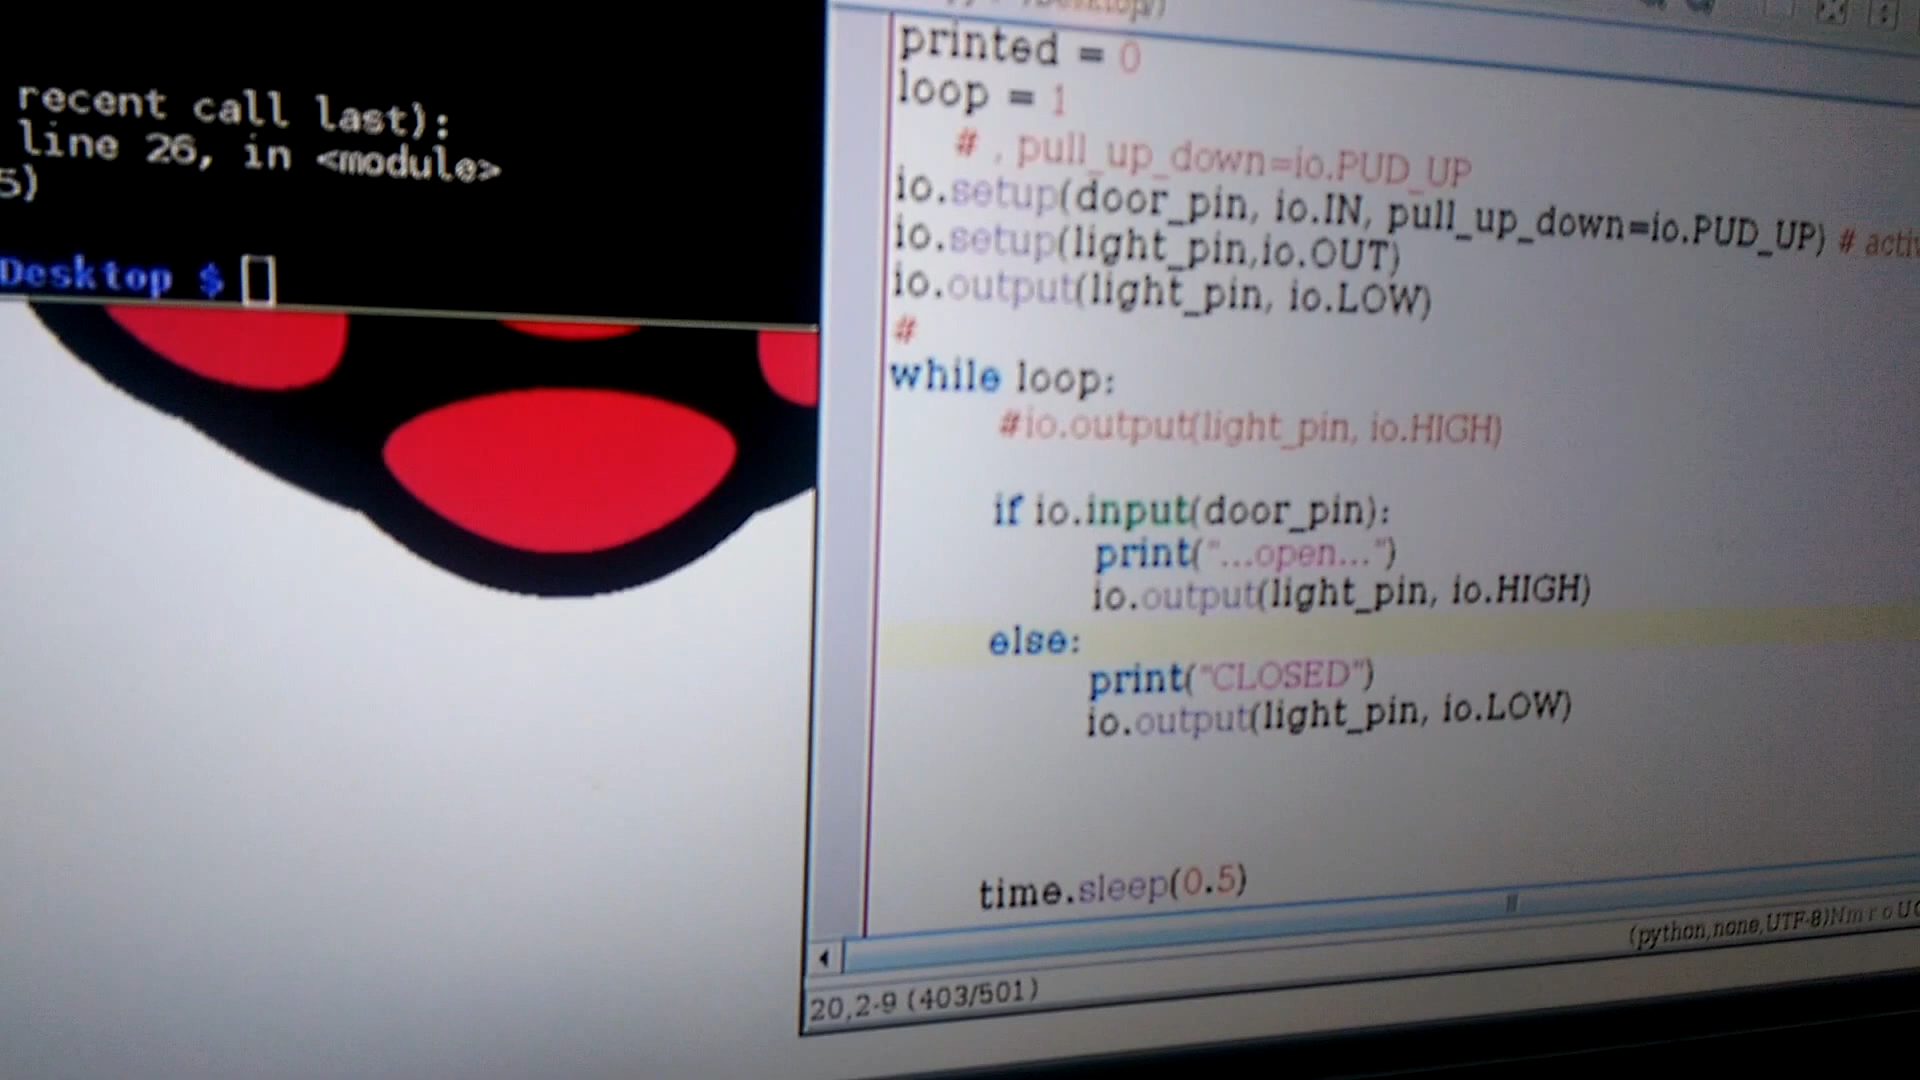 recent call last):
line 26, in <module>
5)
Desktop $
printed = 0
loop = 1
# , pull_up_down=io.PUD_UP
io.setup(door_pin, io.IN, pull_up_down=io.PUD_UP) #
io.setup(light_pin,io.OUT)
io.output(light_pin, io.LOW)
#
while loop:
#io.output(light_pin, io.HIGH)
if io.input(door_pin):
print("...open...")
io.output(light_pin, io.HIGH)
else:
print("CLOSED")
io.output(light_pin, io.LOW)
time.sleep(0.5)
(python,none,UTF-8)
20,2-9 (403/501)